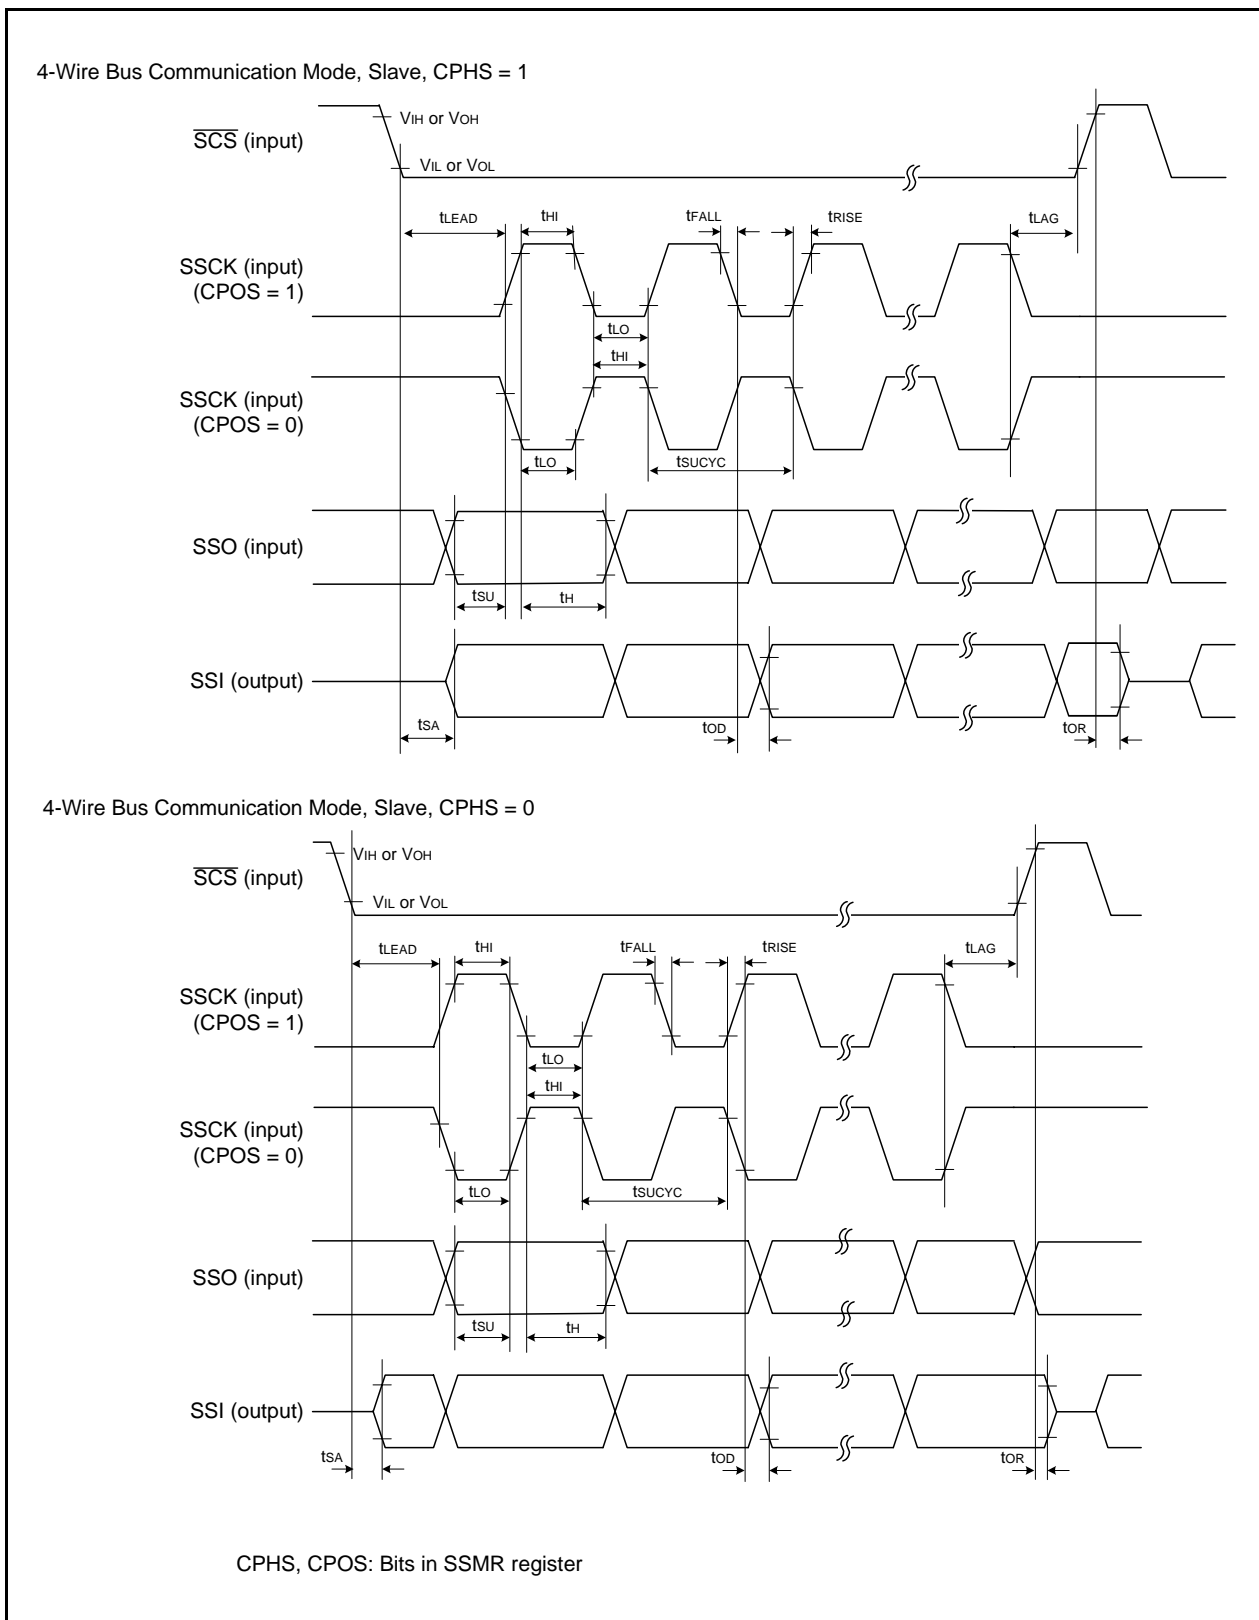 4-Wire Bus Communication Mode, Slave, CPHS = 1
VIH or VOH
SCS (input)
VIL or VOL
tLEAD
tHI
tFALL
tRISE
tLAG
SSCK (input)
(CPOS = 1)
tLO
tHI
SSCK (input)
(CPOS = 0)
tLO
tSUCYC
SSO (input)
tSU
tH
SSI (output)
tSA
tOD
tOR
4-Wire Bus Communication Mode, Slave, CPHS = 0
VIH or VOH
SCS (input)
VIL or VOL
tLEAD
tHI
tFALL
tRISE
tLAG
SSCK (input)
(CPOS = 1)
tLO
tHI
SSCK (input)
(CPOS = 0)
tLO
tSUCYC
SSO (input)
tSU
tH
SSI (output)
tSA
tOD
tOR
CPHS, CPOS: Bits in SSMR register